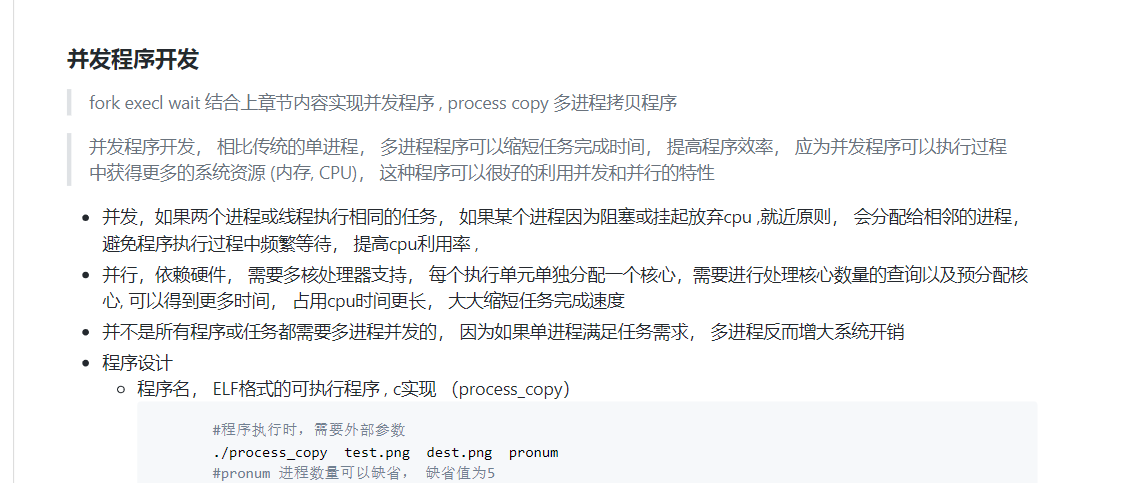 并发程序开发
fork execl wait 结合上章节内容实现并发程序 , process copy 多进程拷贝程序
并发程序开发， 相比传统的单进程， 多进程程序可以缩短任务完成时间， 提高程序效率， 应为并发程序可以执行过程
中获得更多的系统资源 (内存, CPU)， 这种程序可以很好的利用并发和并行的特性
并发，如果两个进程或线程执行相同的任务， 如果某个进程因为阻塞或挂起放弃cpu ,就近原则， 会分配给相邻的进程，
避免程序执行过程中频繁等待， 提高cpu利用率 ,
并行，依赖硬件， 需要多核处理器支持， 每个执行单元单独分配一个核心，需要进行处理核心数量的查询以及预分配核
心, 可以得到更多时间， 占用cpu时间更长， 大大缩短任务完成速度
并不是所有程序或任务都需要多进程并发的， 因为如果单进程满足任务需求， 多进程反而增大系统开销
程序设计
程序名， ELF格式的可执行程序 , c实现 （process_copy）
#程序执行时，需要外部参数
./process_copy  test.png  dest.png  pronum
#pronum 进程数量可以缺省， 缺省值为5